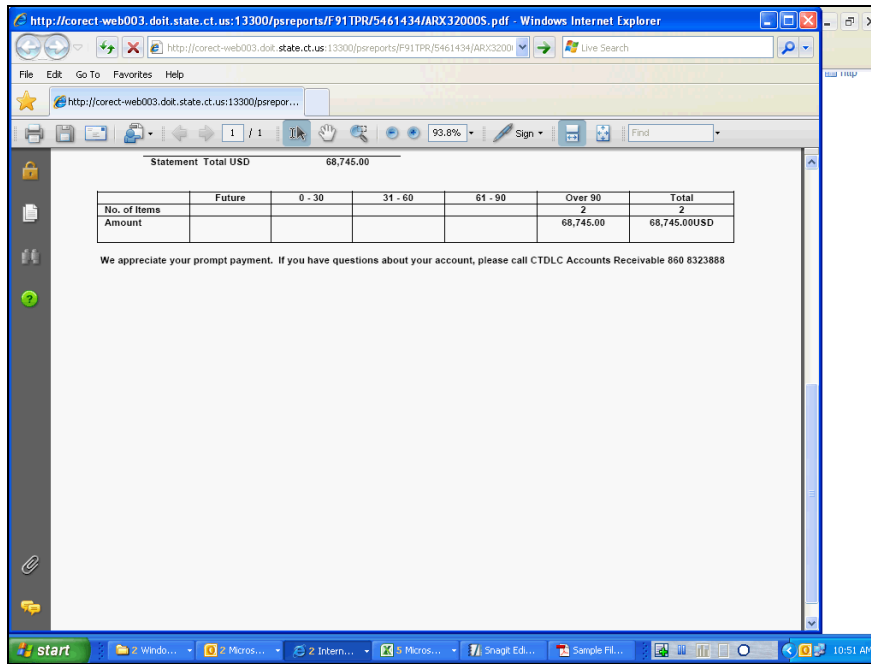 http://corect-web003.doit.state.ct.us:13300/psreports/F91TPR/5461434/ARX32000S.pdf - Windows Internet Explorer
http://corect-web003.doit.state.ct.us:13300/psreports/F91TPR/5461434/ARX3200 Live Search
File Edit Go To Favorites Help
http
http://corect-web003.doit.state.ct.us:13300/psrepor...
1 / 1 93.8% Sign Find
Statement Total USD 68,745.00
Future 0 - 30 31 - 60 61 - 90 Over 90 Total
No. of Items 2 2
Amount 68,745.00 68,745.00USD
We appreciate your prompt payment. If you have questions about your account, please call CTDLC Accounts Receivable 860 8323888
start 2 Windo... 2 Micros... 2 Intern... 5 Micros... SnagIt Edi... Sample Fil... 10:51 AM